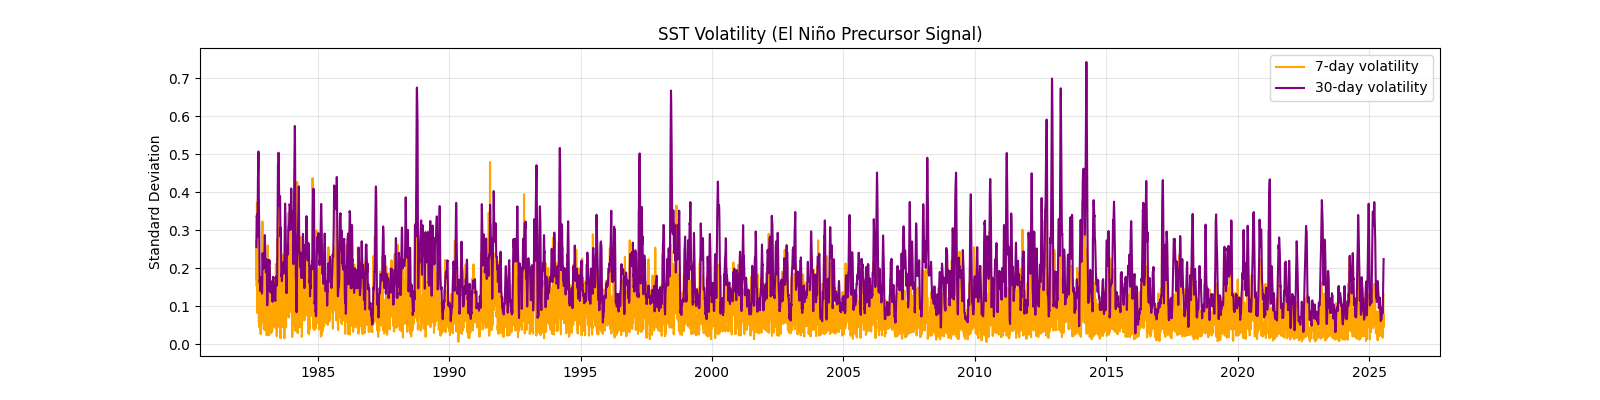 SST Volatility (El Niño Precursor Signal)
7-day volatility
30-day volatility
Standard Deviation
0.7
0.6
0.5
0.4
0.3
0.2
0.1
0.0
1985 1990 1995 2000 2005 2010 2015 2020 2025